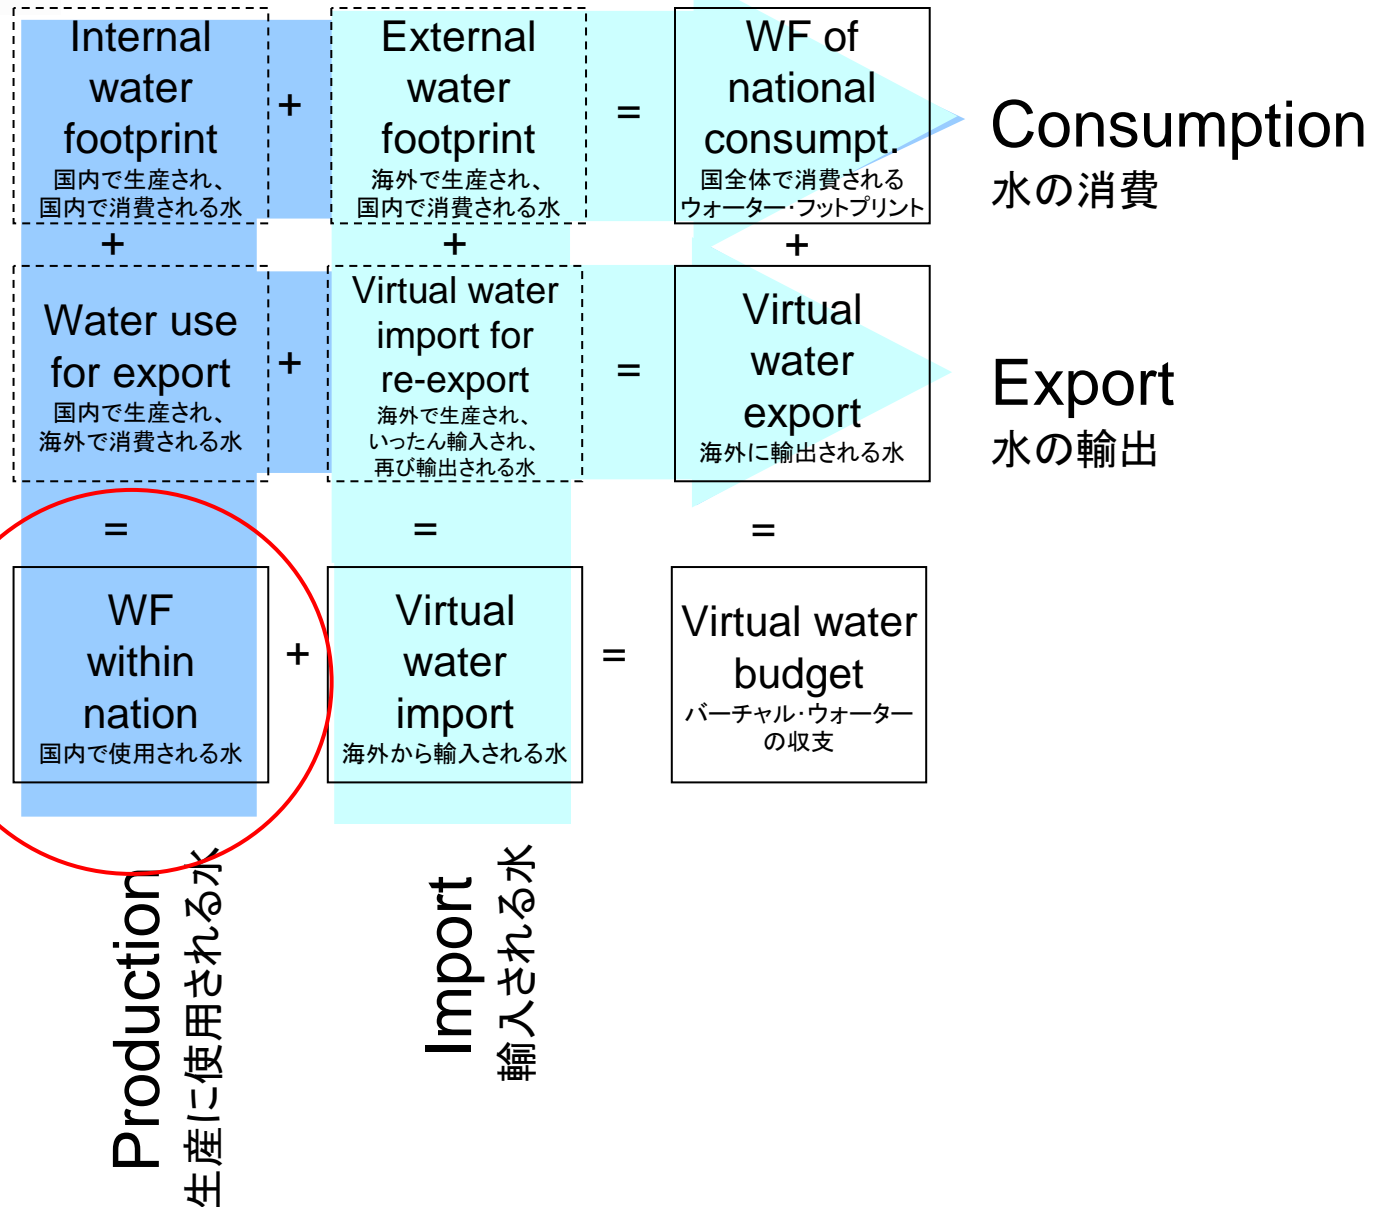 Internal
water
footprint
国内で生産され、
国内で消費される水
+
External
water
footprint
海外で生産され、
国内で消費される水
=
WF of
national
consumpt.
国全体で消費される
ウォーター・フットプリント
Consumption
水の消費
+
+
+
Water use
for export
国内で生産され、
海外で消費される水
+
Virtual water
import for
re-export
海外で生産され、
いったん輸入され、
再び輸出される水
=
Virtual
water
export
海外に輸出される水
Export
水の輸出
=
=
=
WF
within
nation
国内で使用される水
+
Virtual
water
import
海外から輸入される水
=
Virtual water
budget
バーチャル・ウォーター
の収支
Production
生産に使用される水
Import
輸入される水